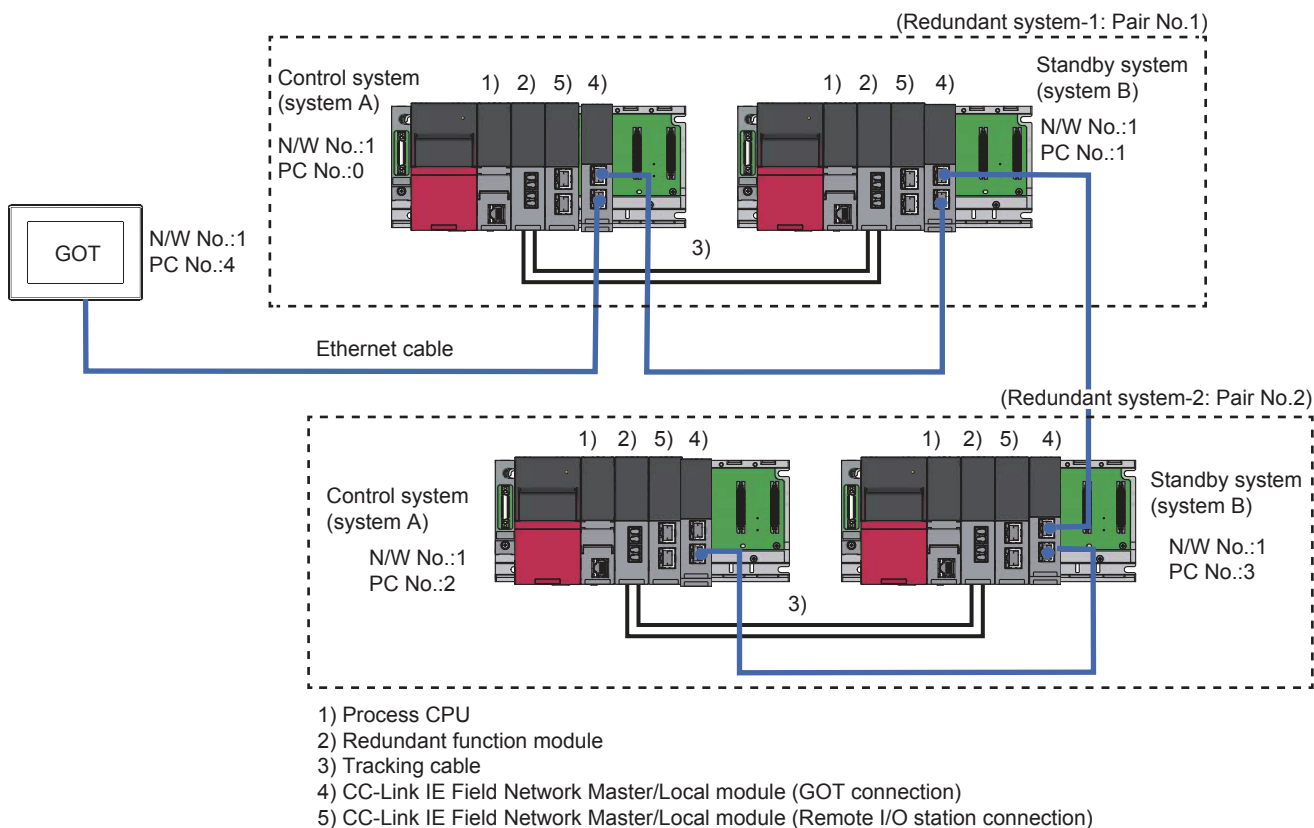 (Redundant system-1: Pair No.1)
Control system
(system A)
N/W No.:1
PC No.:0
1) 2) 5) 4)
1) 2) 5) 4)
Standby system
(system B)
N/W No.:1
PC No.:1
GOT
N/W No.:1
PC No.:4
3)
Ethernet cable
(Redundant system-2: Pair No.2)
Control system
(system A)
N/W No.:1
PC No.:2
1) 2) 5) 4)
1) 2) 5) 4)
Standby system
(system B)
N/W No.:1
PC No.:3
3)
1) Process CPU
2) Redundant function module
3) Tracking cable
4) CC-Link IE Field Network Master/Local module (GOT connection)
5) CC-Link IE Field Network Master/Local module (Remote I/O station connection)